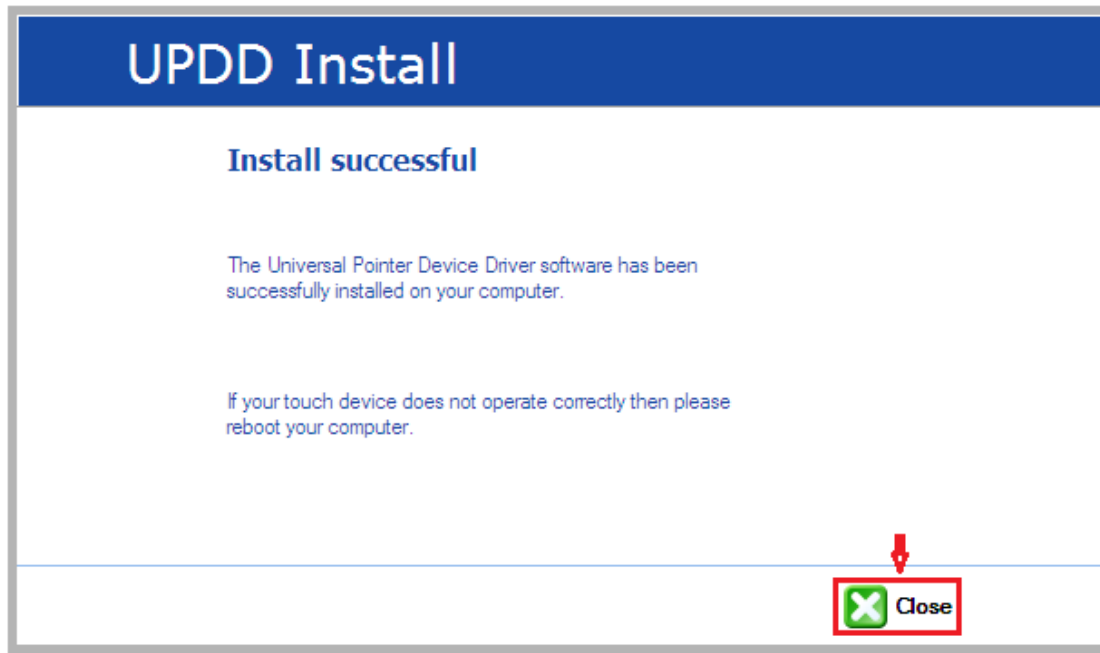 UPDD Install
Install successful
The Universal Pointer Device Driver software has been
successfully installed on your computer.
If your touch device does not operate correctly then please
reboot your computer.
Close